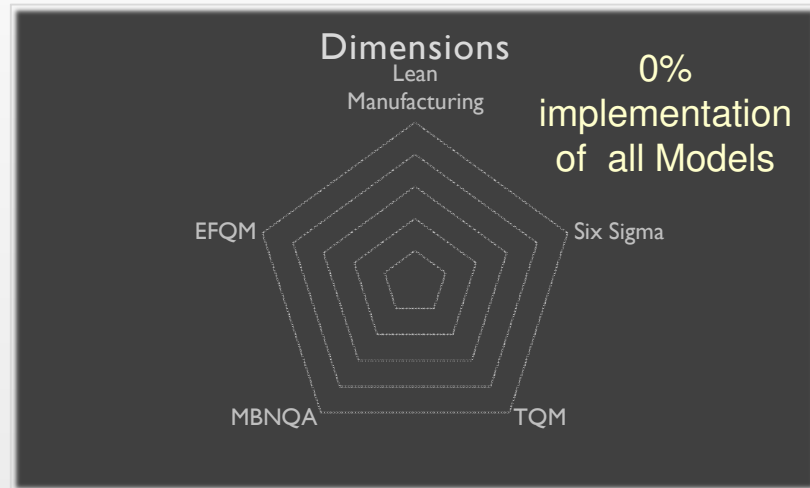 Dimensions
Lean
Manufacturing
0%
implementation
of all Models
EFQM
Six Sigma
MBNQA
TQM